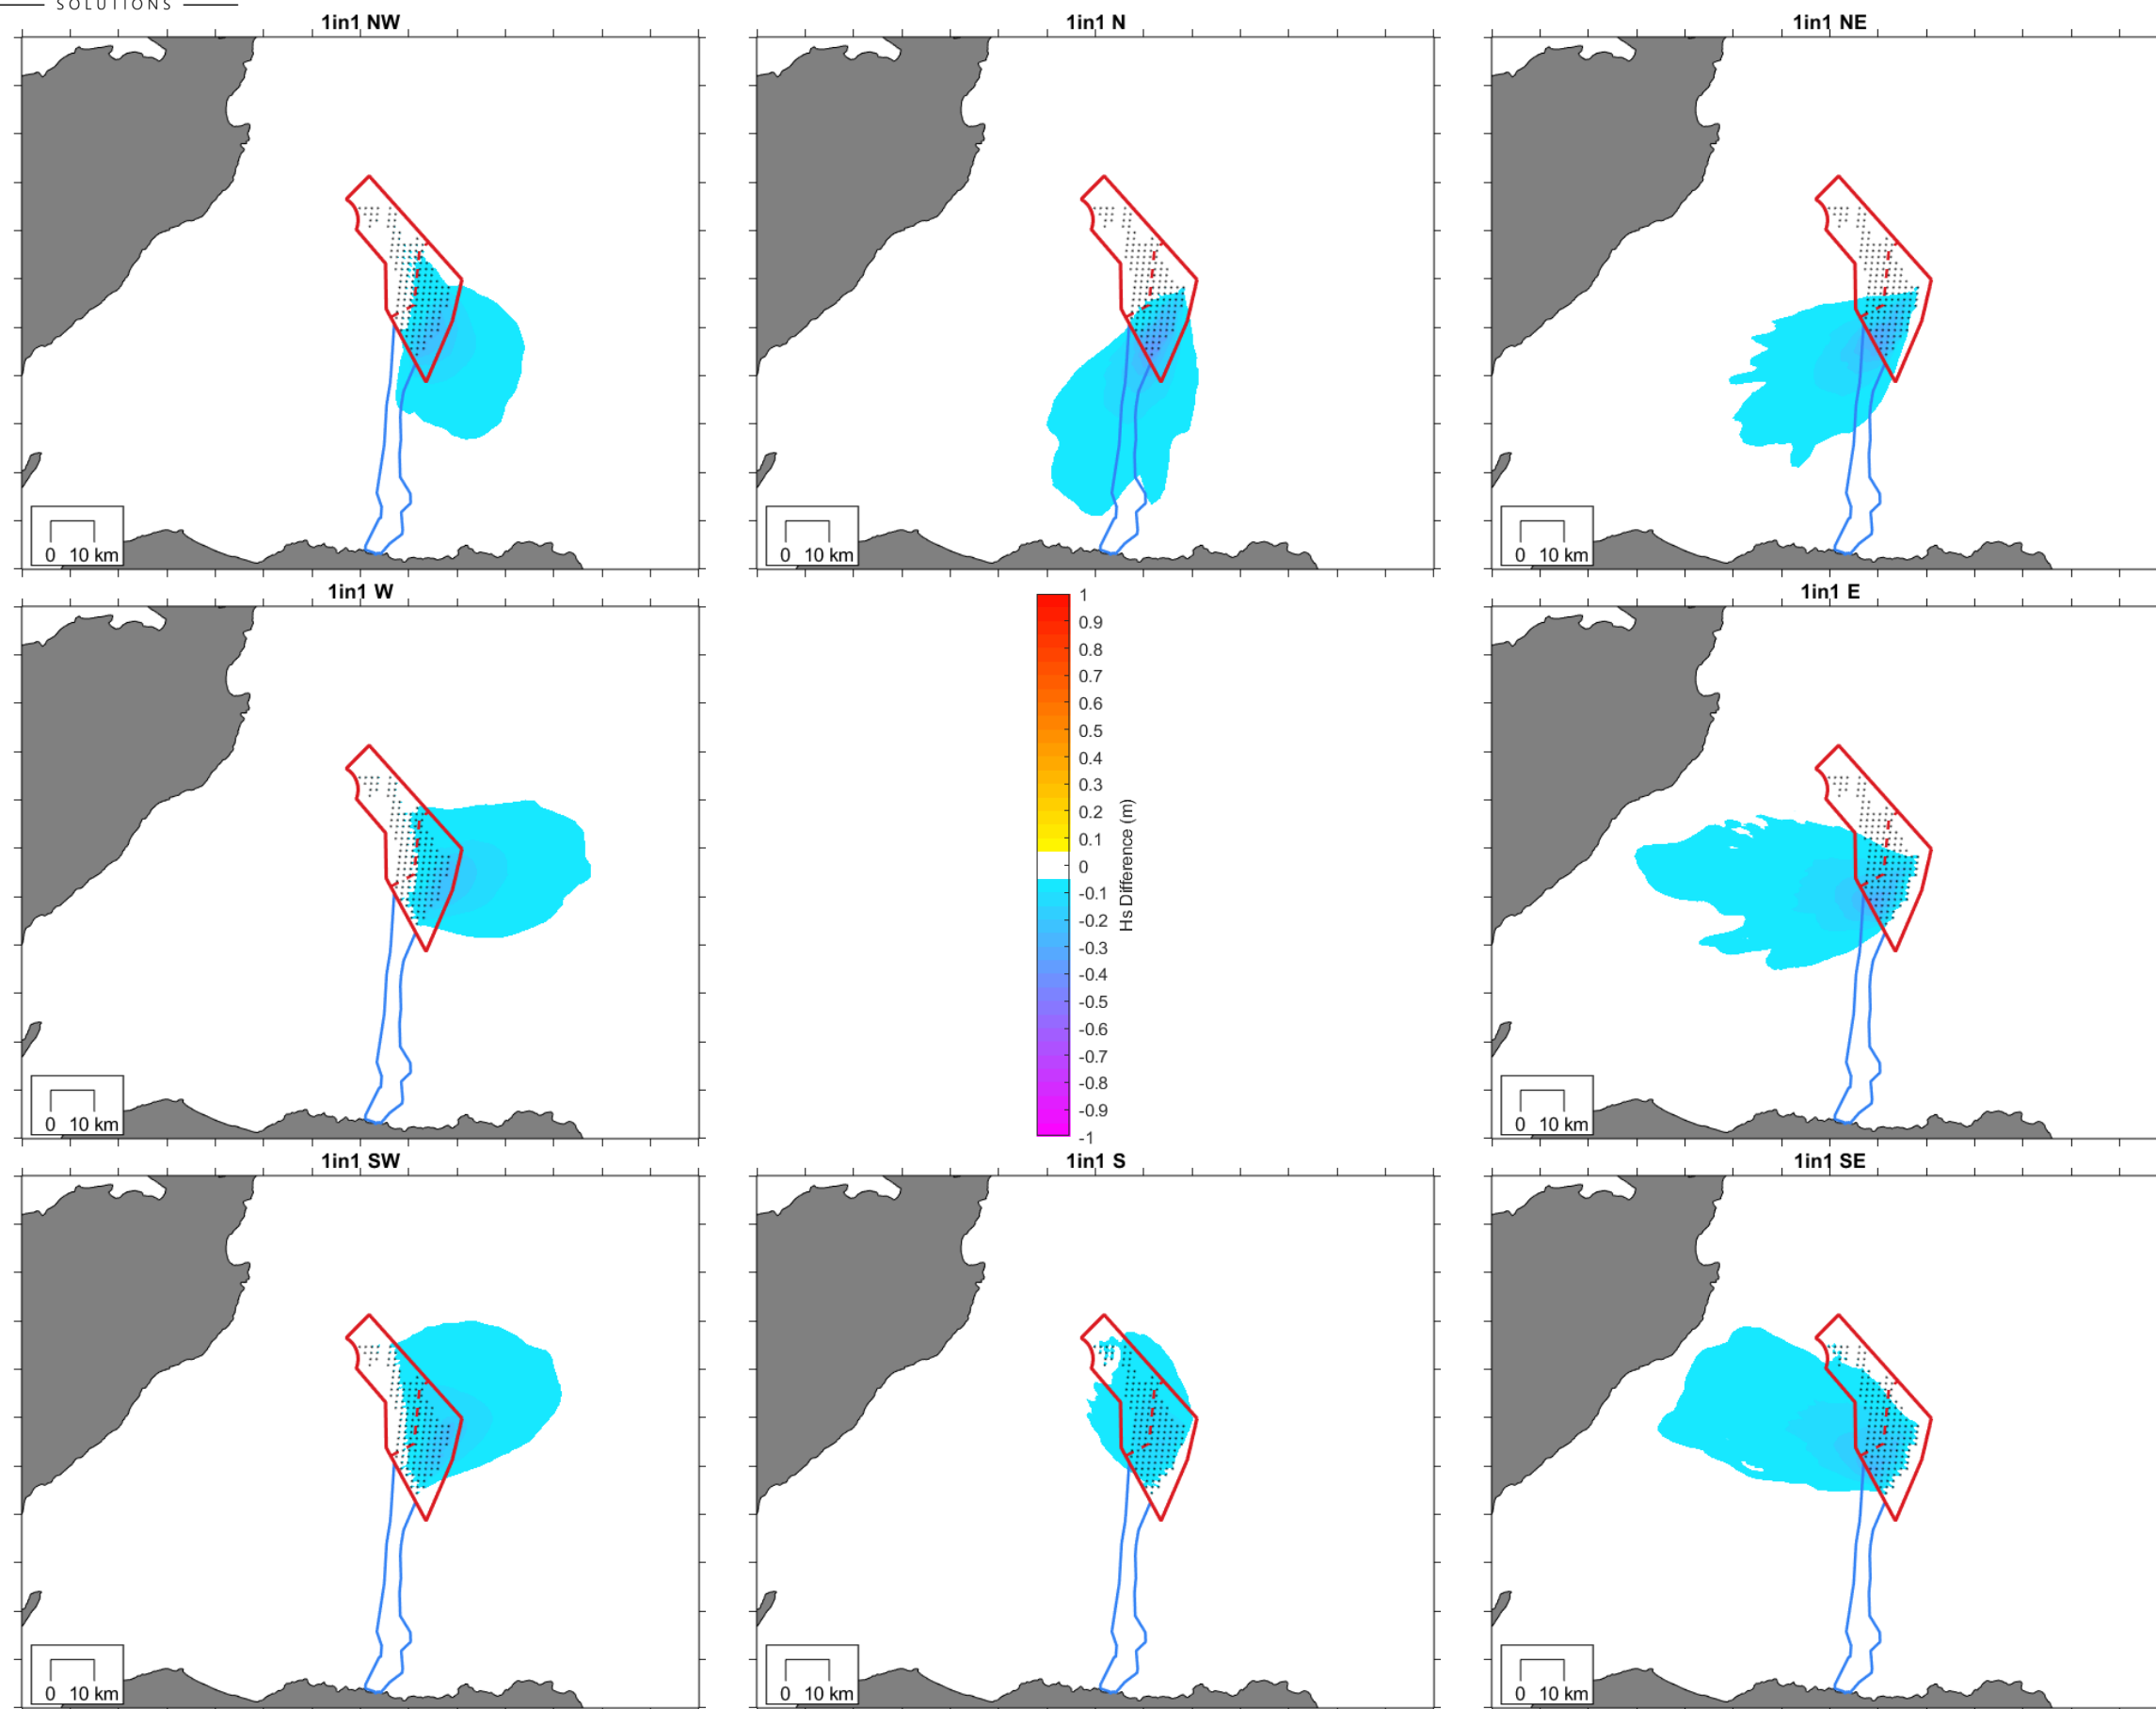 SOLUTIONS
1in1 NW
1in1 N
1in1 NE
0 10 km
0 10 km
0 10 km
1in1 W
1in1 E
1
0.9
0.8
0.7
0.6
0.5
0.4
0.3
0.2
0.1
0
-0.1
-0.2
-0.3
-0.4
-0.5
-0.6
-0.7
-0.8
-0.9
-1
Hs Difference (m)
0 10 km
0 10 km
1in1 SW
1in1 S
1in1 SE
0 10 km
0 10 km
0 10 km